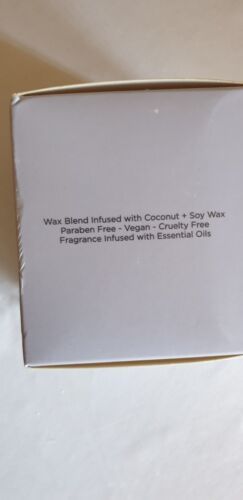 Wax Blend Infused with Coconut + Soy Wax
Paraben Free - Vegan - Cruelty Free
Fragrance Infused with Essential Oils